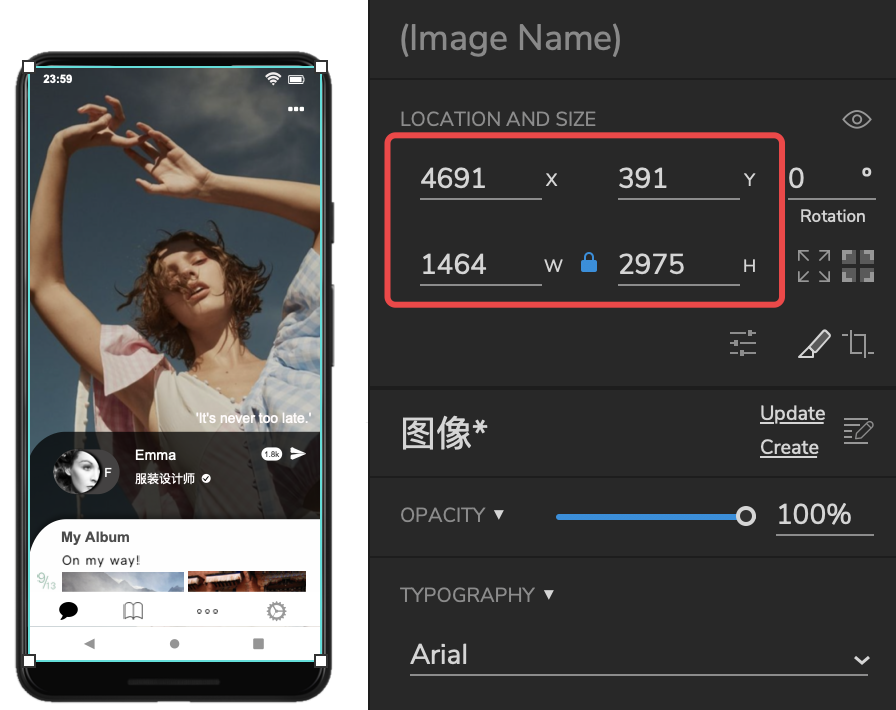 23:59
'It's never too late.'
Emma
1.8k
F
服装设计师
My Album
On my way!
9/13
(Image Name)
LOCATION AND SIZE
4691 X 391 Y 0 °
Rotation
1464 W 2975 H
图像*
Update
Create
OPACITY ▼ 100%
TYPOGRAPHY ▼
Arial